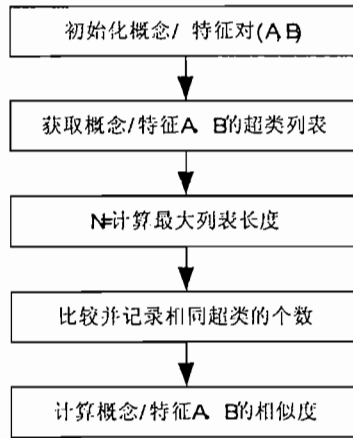 初始化概念/ 特征对(A,B)
获取概念/特征A、B的超类列表
N=计算最大列表长度
比较并记录相同超类的个数
计算概念/特征A、B的相似度